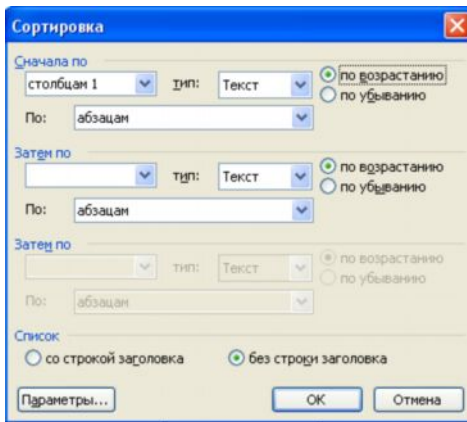 Сортировка
Сначала по
столбцам 1 тип: Текст по возрастанию
по убыванию
По: абзацам
Затем по
тип: Текст по возрастанию
по убыванию
По: абзацам
Затем по
тип: Текст по возрастанию
по убыванию
По: абзацам
Список
со строкой заголовка без строки заголовка
Параметры... ОК Отмена